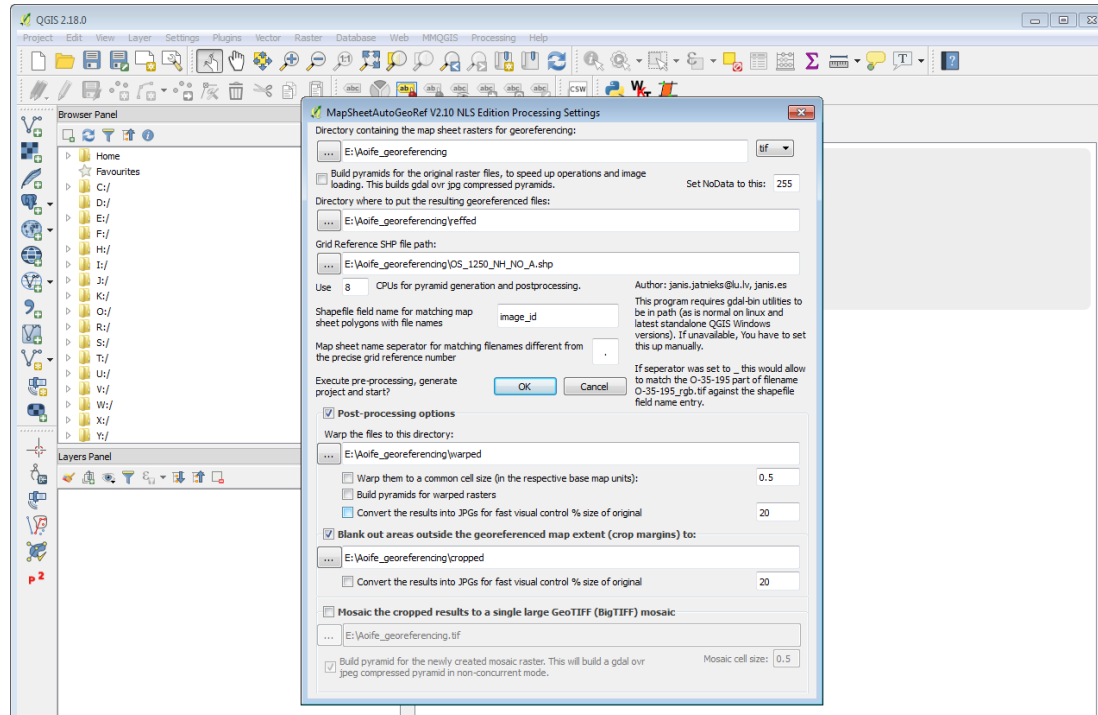 QGIS 2.18.0
Project Edit View Layer Settings Plugins Vector Raster Database Web MMQGIS Processing Help
abc ab abc abc abc abc csw
Browser Panel
Home
Favourites
C:/
D:/
E:/
F:/
H:/
I:/
J:/
K:/
O:/
R:/
S:/
T:/
U:/
V:/
W:/
X:/
Y:/
Layers Panel
MapSheetAutoGeoRef V2.10 NLS Edition Processing Settings
Directory containing the map sheet rasters for georeferencing:
... E:\Aoife_georeferencing tif
Build pyramids for the original raster files, to speed up operations and image
loading. This builds gdal ovr jpg compressed pyramids. Set NoData to this: 255
Directory where to put the resulting georeferenced files:
... E:\Aoife_georeferencing\reffed
Grid Reference SHP file path:
... E:\Aoife_georeferencing\OS_1250_NH_NO_A.shp
Use 8 CPUs for pyramid generation and postprocessing.
Shapefile field name for matching map
sheet polygons with file names
image_id
Map sheet name seperator for matching filenames different from
the precise grid reference number
.
Execute pre-processing, generate
project and start?
OK Cancel
Author: janis.jatnieks@lu.lv, janis.es
This program requires gdal-bin utilities to
be in path (as is normal on linux and
latest standalone QGIS Windows
versions). If unavailable, You have to set
this up manually.
If seperator was set to _ this would allow
to match the O-35-195 part of filename
O-35-195_rgb.tif against the shapefile
field name entry.
Post-processing options
Warp the files to this directory:
... E:\Aoife_georeferencing\warped
Warp them to a common cell size (in the respective base map units): 0.5
Build pyramids for warped rasters
Convert the results into JPGs for fast visual control % size of original 20
Blank out areas outside the georeferenced map extent (crop margins) to:
... E:\Aoife_georeferencing\cropped
Convert the results into JPGs for fast visual control % size of original 20
Mosaic the cropped results to a single large GeoTIFF (BigTIFF) mosaic
... E:\Aoife_georeferencing.tif
Build pyramid for the newly created mosaic raster. This will build a gdal ovr
jpeg compressed pyramid in non-concurrent mode.
Mosaic cell size: 0.5